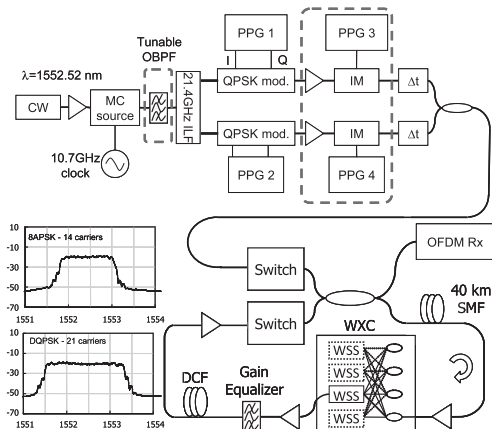 PPG 1
PPG 3
Tunable
OBPF
I
Q
λ=1552.52 nm
QPSK mod.
IM
Δt
CW
MC
source
21.4GHz ILF
10.7GHz
clock
QPSK mod.
IM
Δt
PPG 2
PPG 4
10
-10
-30
-50
-70
8APSK - 14 carriers
1551
1552
1553
1554
OFDM Rx
Switch
40 km
SMF
Switch
WXC
10
-10
-30
-50
-70
DQPSK - 21 carriers
1551
1552
1553
1554
DCF
Gain
Equalizer
WSS
WSS
WSS
WSS